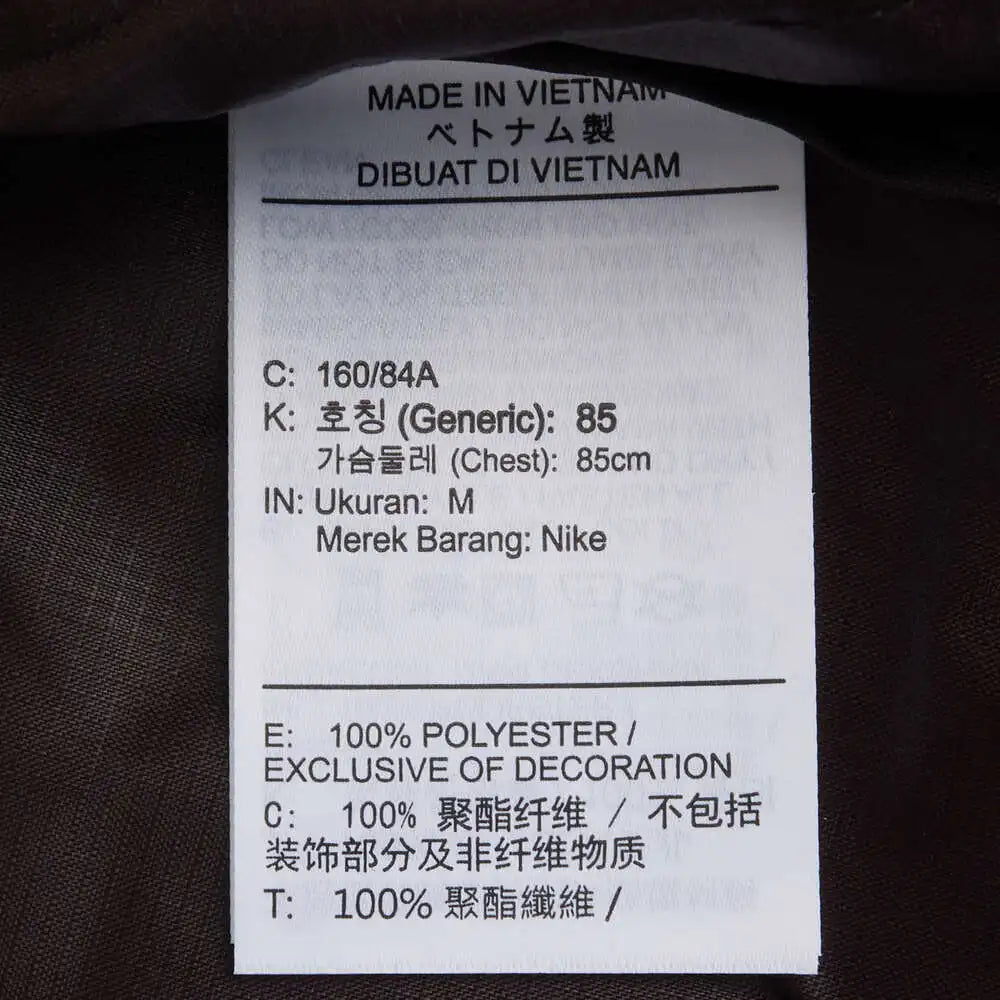 MADE IN VIETNAM
ベトナム製
DIBUAT DI VIETNAM
C: 160/84A
K: 호칭 (Generic): 85
가슴둘레 (Chest): 85cm
IN: Ukuran: M
Merek Barang: Nike
E: 100% POLYESTER /
EXCLUSIVE OF DECORATION
C: 100% 聚酯纤维 / 不包括
装饰部分及非纤维物质
T: 100% 聚酯纖維 /